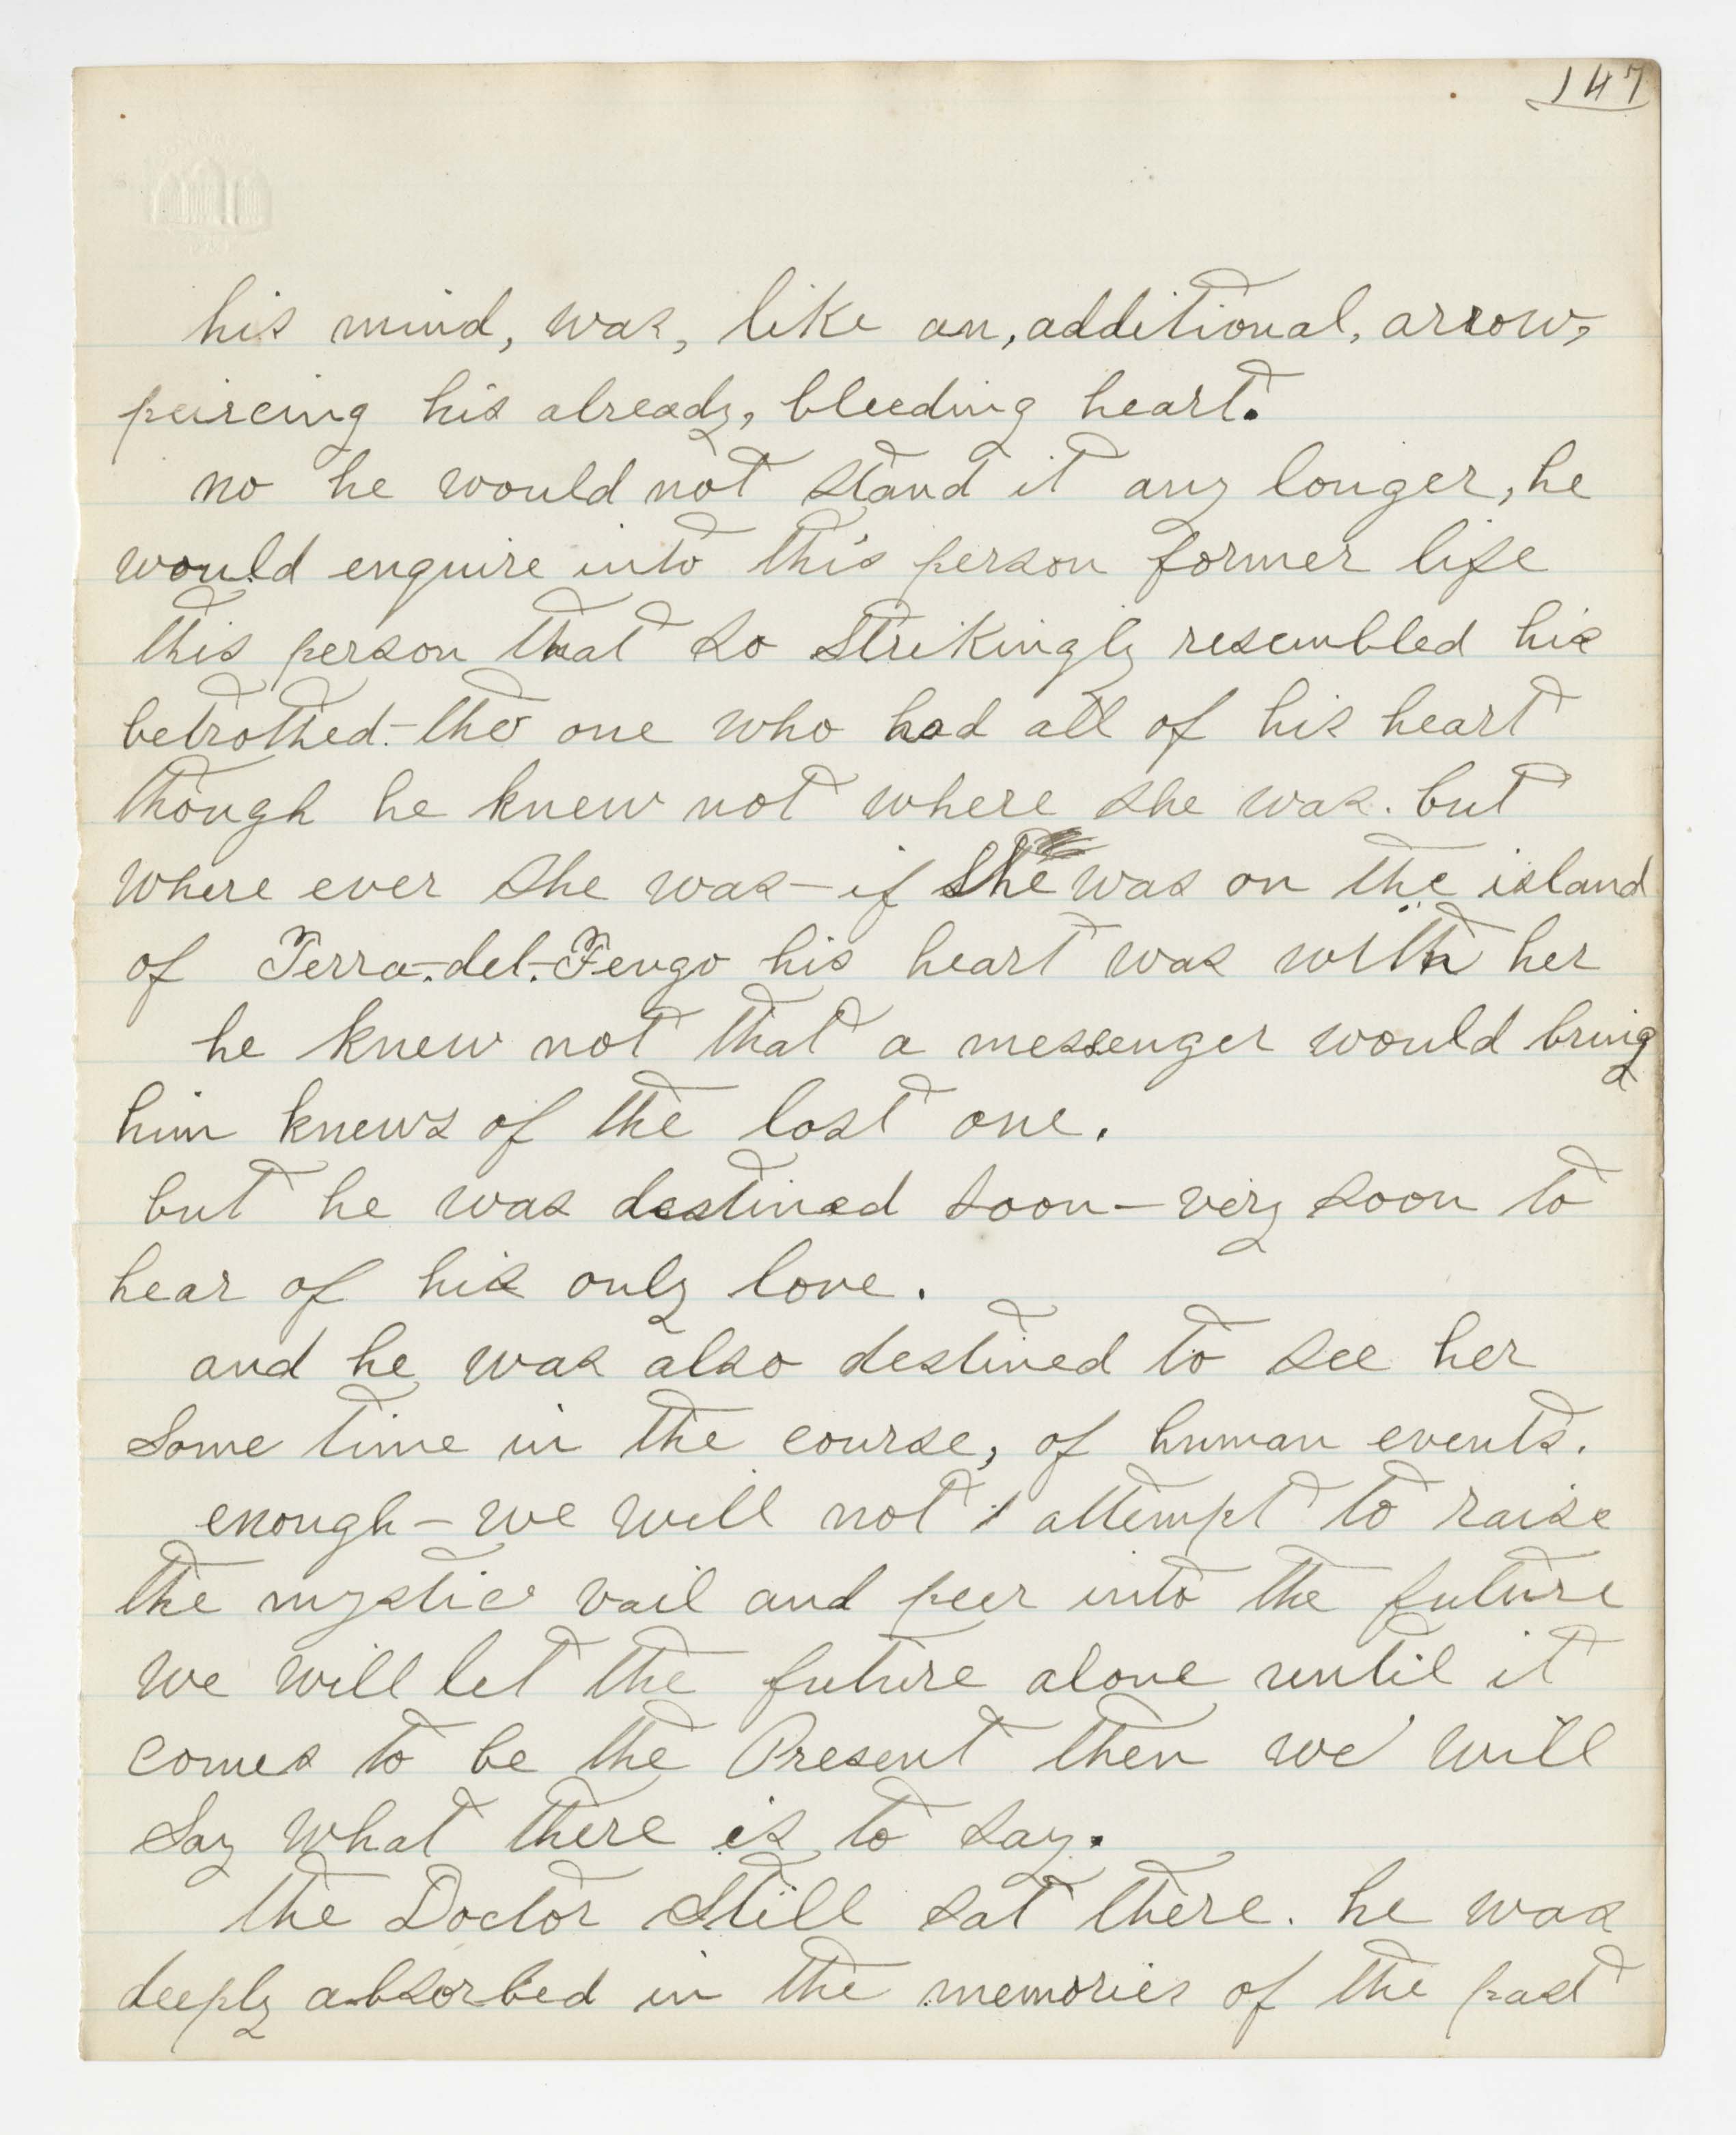 147
his mind, was, like an, additional, arrow,
peircing his already, bleeding heart.
no he would not stand it any longer, he
would enquire into this person former life
this person that so strikingly resembled his
betrothed - the one who had all of his heart
though he knew not where she was. but
where ever she was - if she was on the island
of Terra-del-Feugo his heart was with her
he knew not that a messenger would bring
him knews of the lost one.
but he was destined soon - very soon to
hear of his only love.
and he was also destined to see her
Some time in the course, of human events.
enough - we will not attempt to raise
the mystic vail and peer into the future
we will let the future alone until it
comes to be the Present then we will
say what there is to say.
the Doctor still sat there. he was
deeply absorbed in the memories of the past